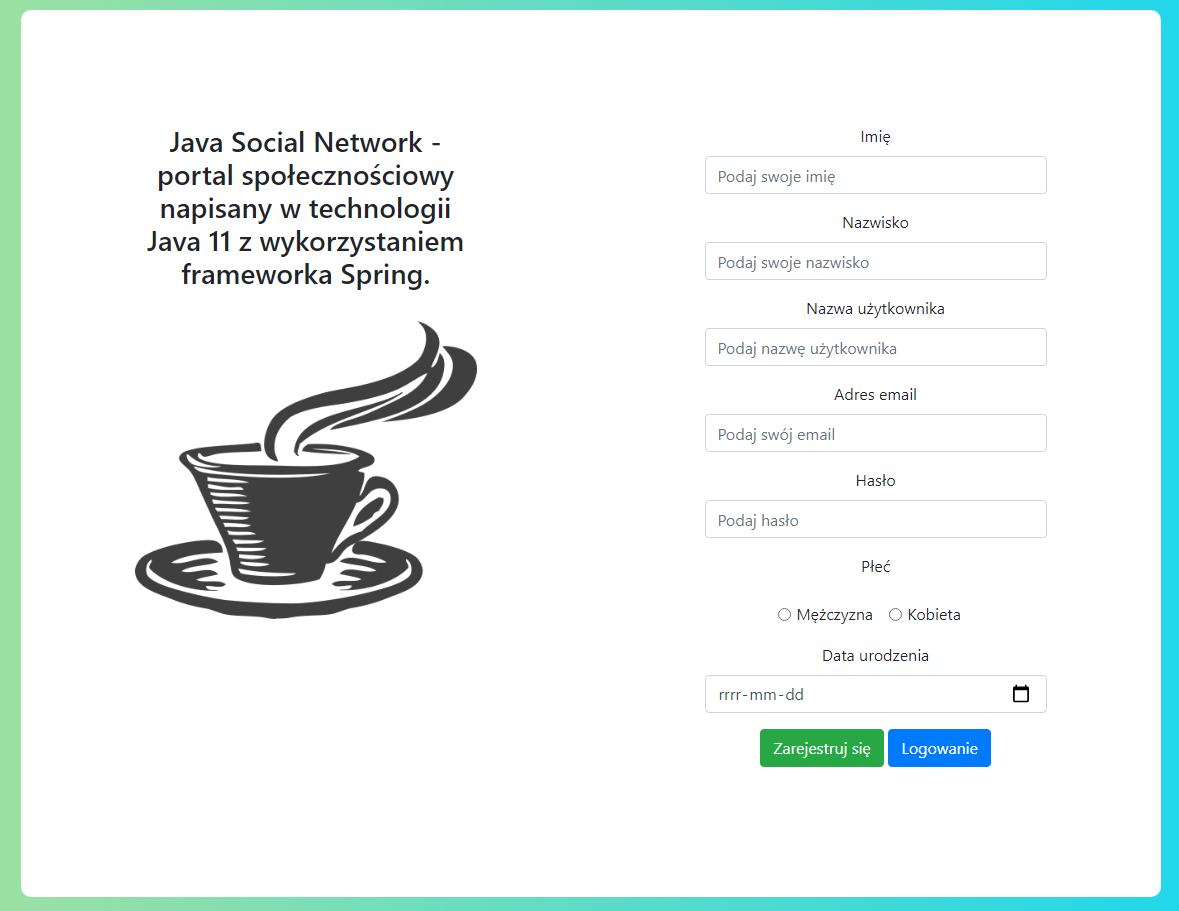 Java Social Network -
portal społecznościowy
napisany w technologii
Java 11 z wykorzystaniem
frameworka Spring.
Imię
Podaj swoje imię
Nazwisko
Podaj swoje nazwisko
Nazwa użytkownika
Podaj nazwę użytkownika
Adres email
Podaj swój email
Hasło
Podaj hasło
Płeć
Mężczyzna Kobieta
Data urodzenia
rrrr-mm-dd
Zarejestruj się Logowanie